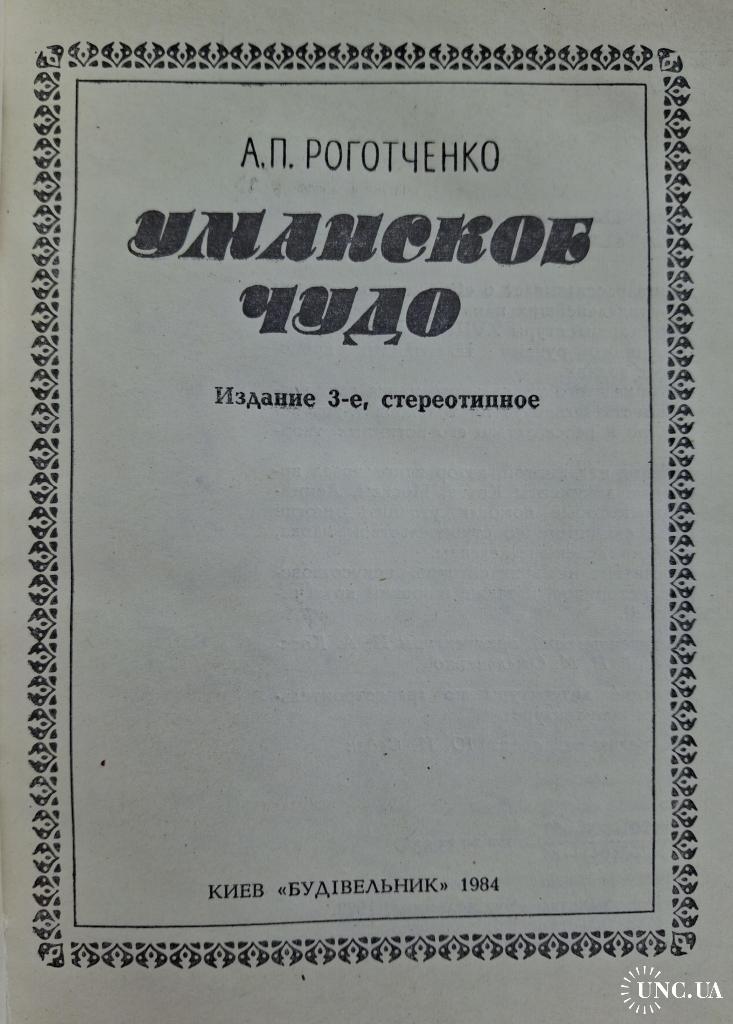 А.П. РОГОТЧЕНКО
УМАНСКОЕ
ЧУДО
Издание 3-е, стереотипное
КИЕВ «БУДІВЕЛЬНИК» 1984
UNC.UA